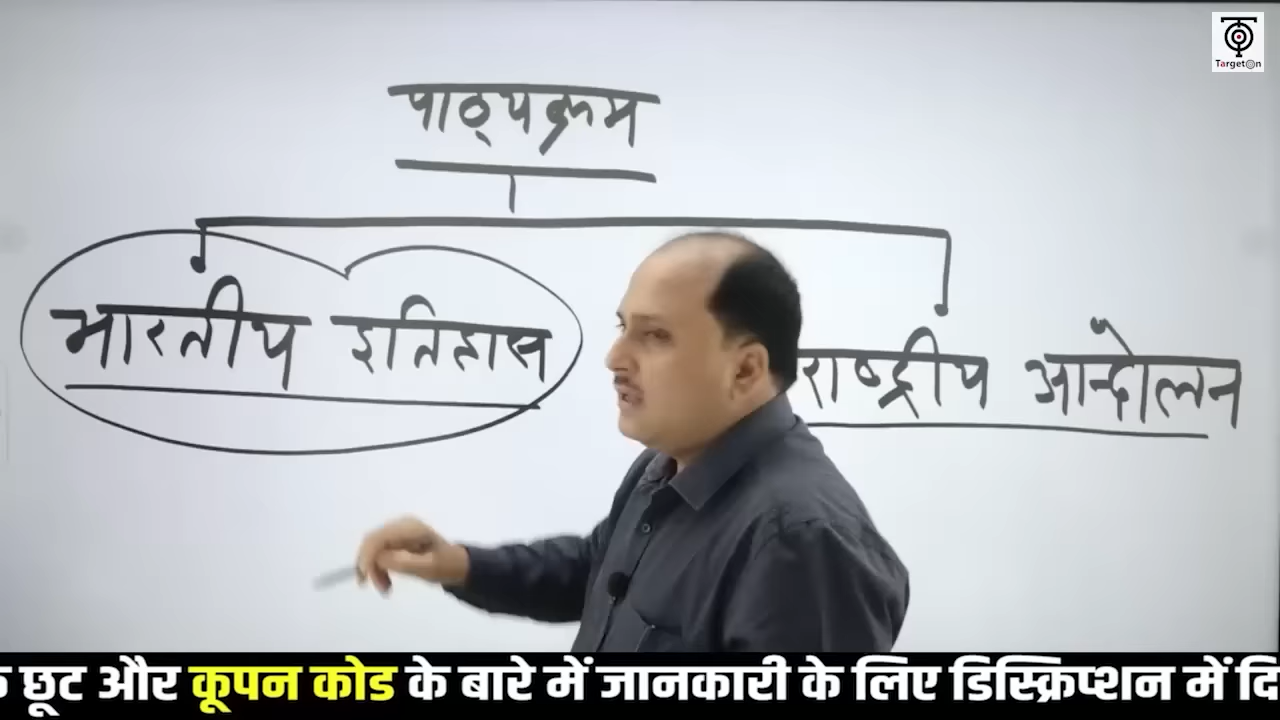 TargetOn
पाठ्यक्रम
भारतीय इतिहास
राष्ट्रीय आन्दोलन
छूट और कूपन कोड के बारे में जानकारी के लिए डिस्क्रिप्शन में